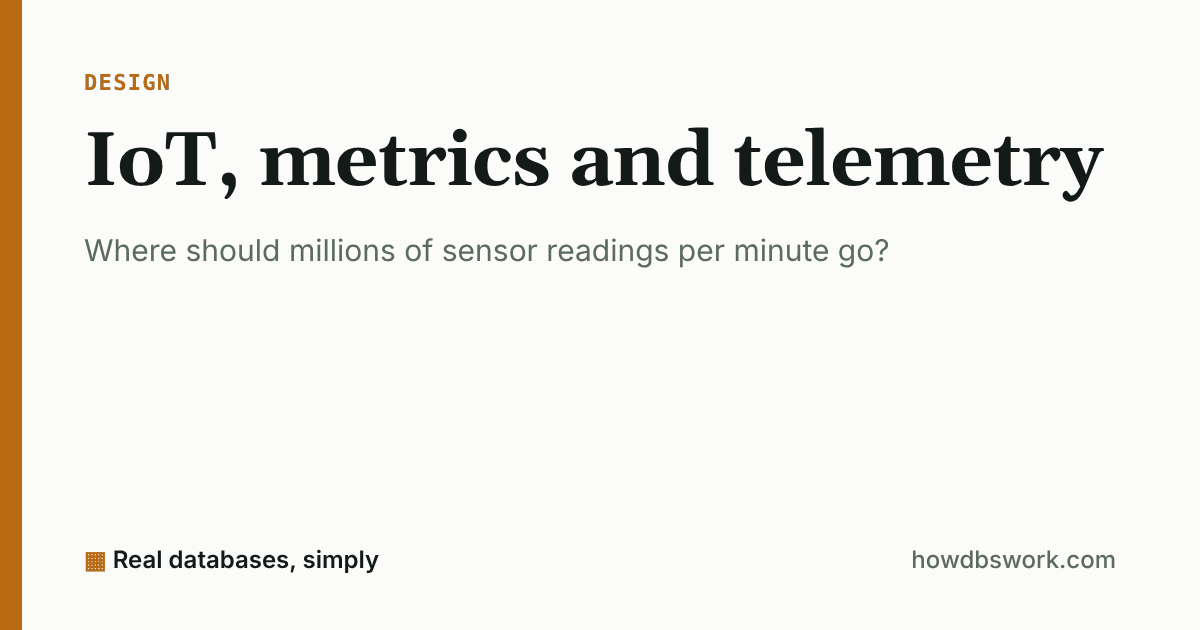 DESIGN
IoT, metrics and telemetry
Where should millions of sensor readings per minute go?
Real databases, simply
howdbswork.com